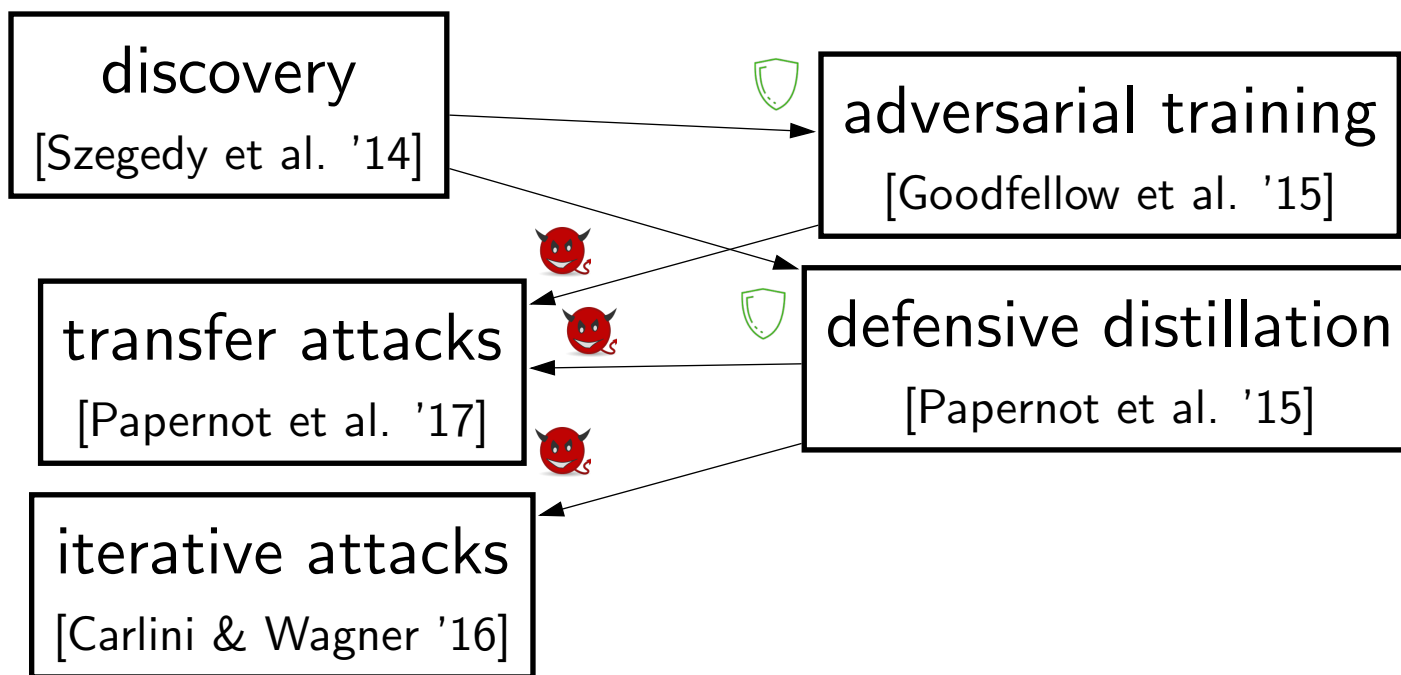 discovery
[Szegedy et al. '14]
adversarial training
[Goodfellow et al. '15]
transfer attacks
[Papernot et al. '17]
defensive distillation
[Papernot et al. '15]
iterative attacks
[Carlini & Wagner '16]